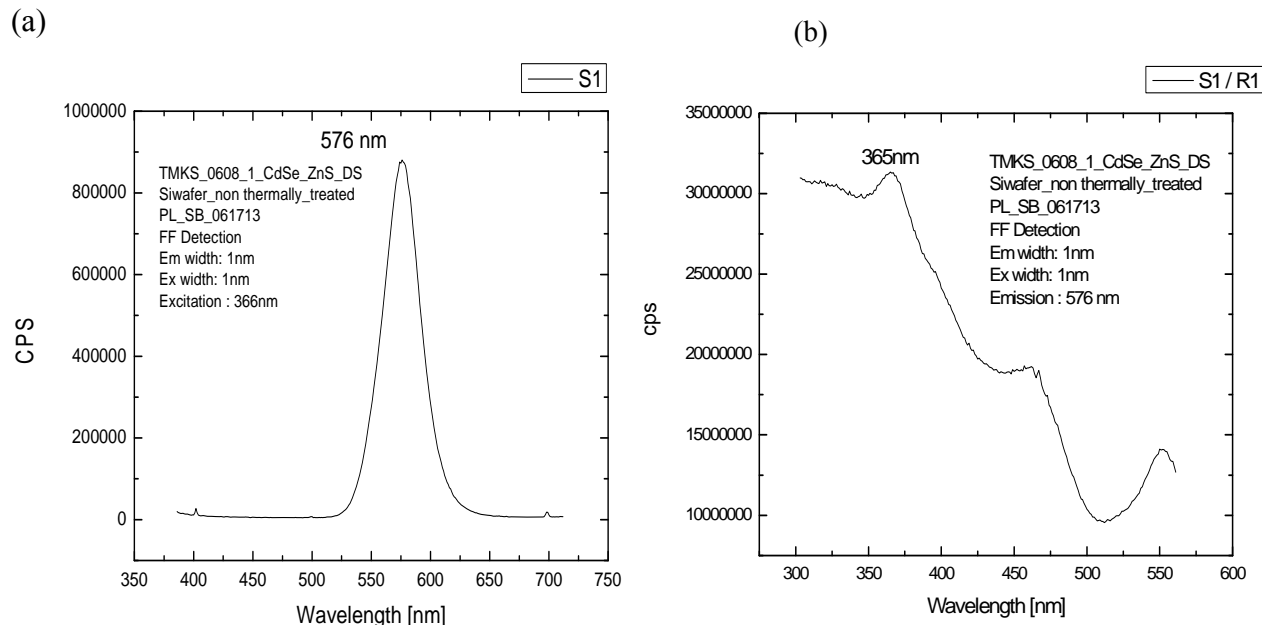 (a)
S1
1000000
800000
600000
400000
200000
0
CPS
576 nm
TMKS_0608_1_CdSe_ZnS_DS
Siwafer_non thermally_treated
PL_SB_061713
FF Detection
Em width: 1nm
Ex width: 1nm
Excitation : 366nm
350 400 450 500 550 600 650 700 750
Wavelength [nm]
(b)
S1 / R1
35000000
30000000
25000000
20000000
15000000
10000000
cps
365nm
TMKS_0608_1_CdSe_ZnS_DS
Siwafer_non thermally_treated
PL_SB_061713
FF Detection
Em width: 1nm
Ex width: 1nm
Emission : 576 nm
300 350 400 450 500 550 600
Wavelength [nm]